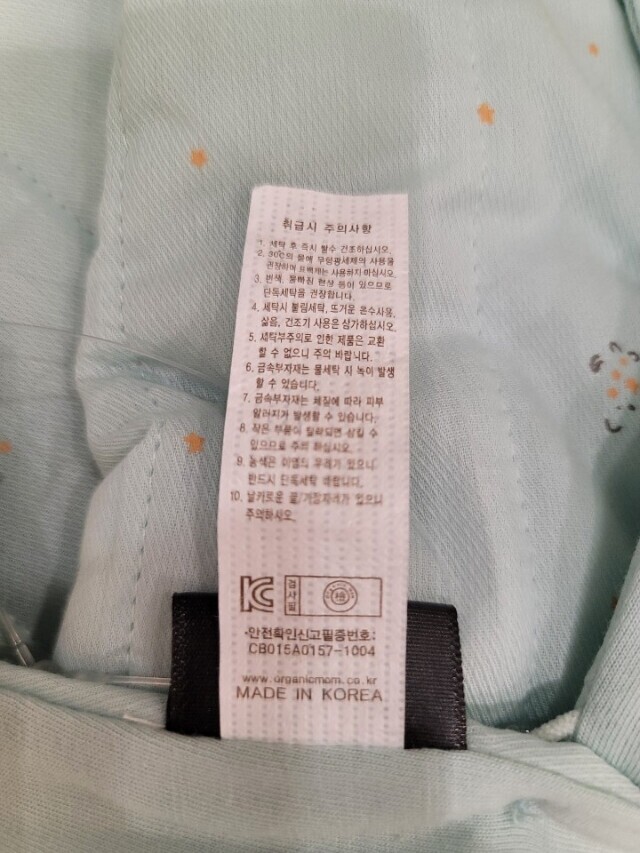 취급시 주의사항
1. 세탁 후 즉시 탈수 건조하십시오.
2. 30℃의 물에 무형광세제의 사용을
권장하며 표백제는 사용하지 마십시오.
3. 변색, 물빠짐 현상 등이 있으므로
단독세탁을 권장합니다.
4. 세탁시 불림세탁, 뜨거운 온수사용,
삶음, 건조기 사용은 삼가하십시오.
5. 세탁부주의로 인한 제품은 교환
할 수 없으니 주의 바랍니다.
6. 금속부자재는 물세탁 시 녹이 발생
할 수 있습니다.
7. 금속부자재는 체질에 따라 피부
알러지가 발생할 수 있습니다.
8. 작은 부품이 탈락되면 삼킬 수
있으므로 주의 하십시오.
9. 농색은 이염의 우려가 있으니
반드시 단독세탁 바랍니다.
10. 날카로운 끝/가장자리가 있으니
주의하시오.
KC 검사필
·안전확인신고필증번호:
CB015A0157-1004
www.organicmom.co.kr
MADE IN KOREA